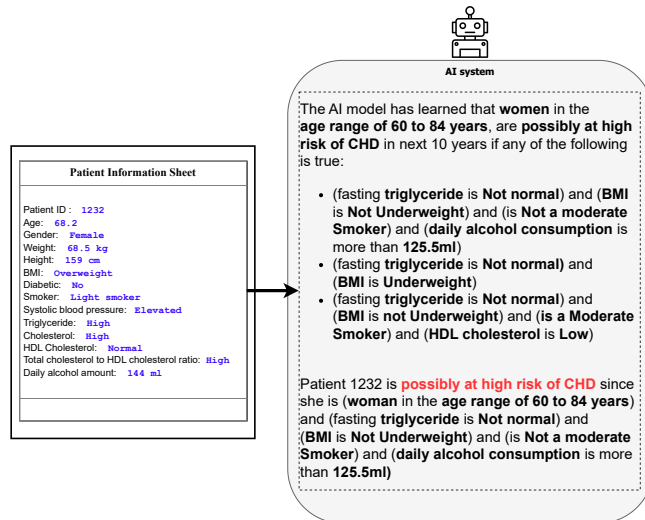 AI system
Patient Information Sheet
Patient ID : 1232
Age: 68.2
Gender: Female
Weight: 68.5 kg
Height: 159 cm
BMI: Overweight
Diabetic: No
Smoker: Light smoker
Systolic blood pressure: Elevated
Triglyceride: High
Cholesterol: High
HDL Cholesterol: Normal
Total cholesterol to HDL cholesterol ratio: High
Daily alcohol amount: 144 ml
The AI model has learned that women in the
age range of 60 to 84 years, are possibly at high
risk of CHD in next 10 years if any of the following
is true:
• (fasting triglyceride is Not normal) and (BMI
is Not Underweight) and (is Not a moderate
Smoker) and (daily alcohol consumption is
more than 125.5ml)
• (fasting triglyceride is Not normal) and
(BMI is Underweight)
• (fasting triglyceride is Not normal) and
(BMI is not Underweight) and (is a Moderate
Smoker) and (HDL cholesterol is Low)
Patient 1232 is possibly at high risk of CHD since
she is (woman in the age range of 60 to 84 years)
and (fasting triglyceride is Not normal) and
(BMI is Not Underweight) and (is Not a moderate
Smoker) and (daily alcohol consumption is more
than 125.5ml)